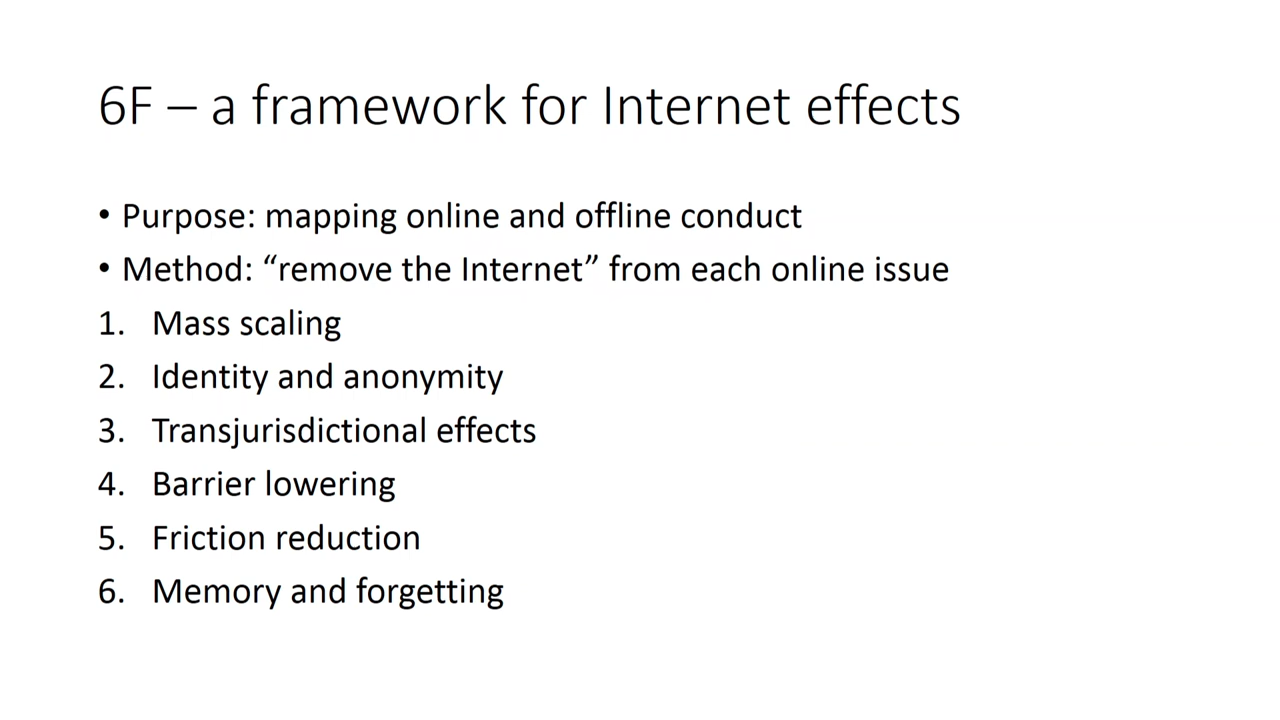 6F – a framework for Internet effects
• Purpose: mapping online and offline conduct
• Method: “remove the Internet” from each online issue
1. Mass scaling
2. Identity and anonymity
3. Transjurisdictional effects
4. Barrier lowering
5. Friction reduction
6. Memory and forgetting